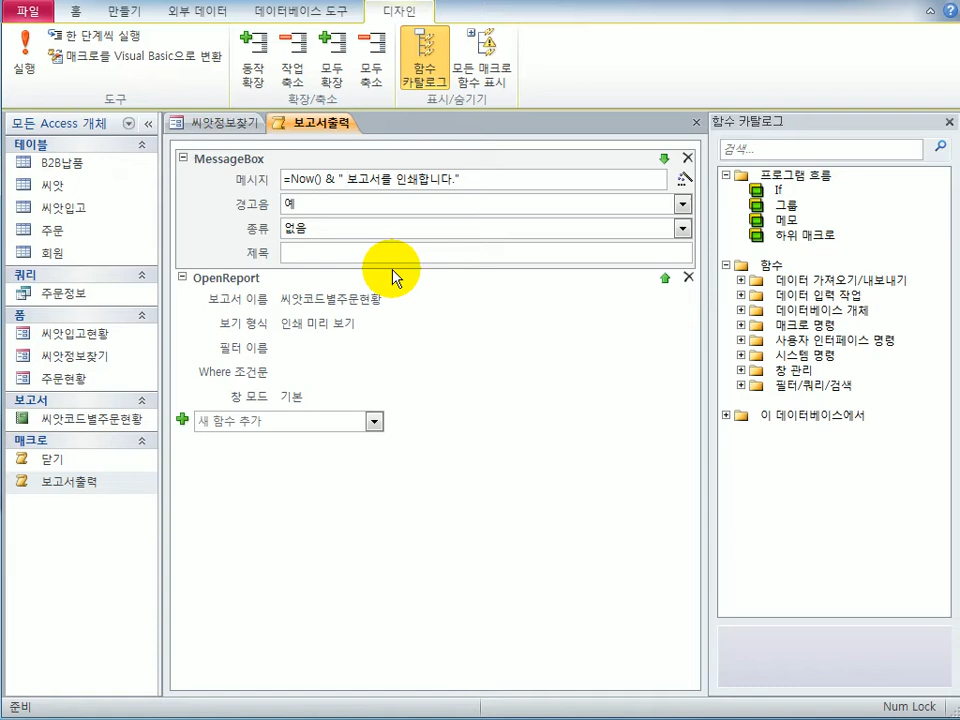 파일 홈 만들기 외부 데이터 데이터베이스 도구 디자인
실행
한 단계씩 실행
매크로를 Visual Basic으로 변환
도구
동작
확장
작업
축소
모두
확장
모두
축소
확장/축소
함수
카탈로그
모든 매크로
함수 표시
표시/숨기기
모든 Access 개체
테이블
B2B납품
씨앗
씨앗입고
주문
회원
쿼리
주문정보
폼
씨앗입고현황
씨앗정보찾기
주문현황
보고서
씨앗코드별주문현황
매크로
닫기
보고서출력
씨앗정보찾기 보고서출력
MessageBox
메시지 =Now() & " 보고서를 인쇄합니다."
경고음 예
종류 없음
제목
OpenReport
보고서 이름 씨앗코드별주문현황
보기 형식 인쇄 미리 보기
필터 이름
Where 조건문
창 모드 기본
새 함수 추가
함수 카탈로그
검색...
프로그램 흐름
If
그룹
메모
하위 매크로
함수
데이터 가져오기/내보내기
데이터 입력 작업
데이터베이스 개체
매크로 명령
사용자 인터페이스 명령
시스템 명령
창 관리
필터/쿼리/검색
이 데이터베이스에서
준비
Num Lock